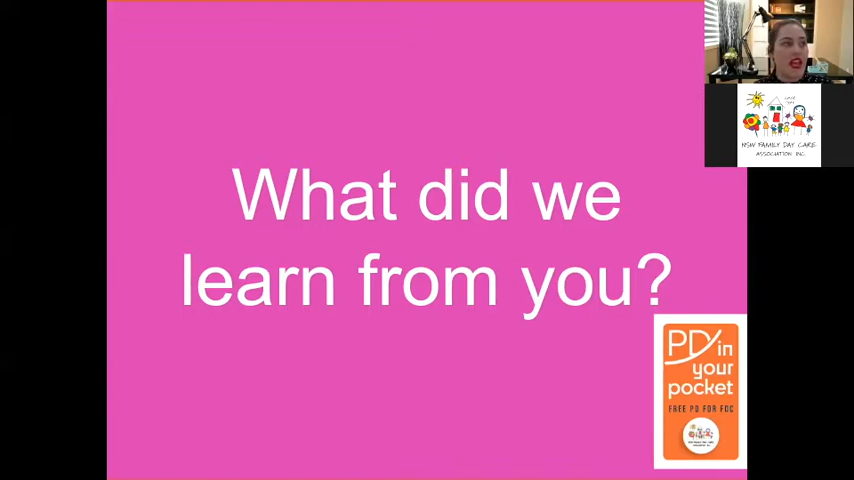 What did we
learn from you?
NSW FAMILY DAY CARE
ASSOCIATION INC.
PD in
your
pocket
FREE PD FOR FDC